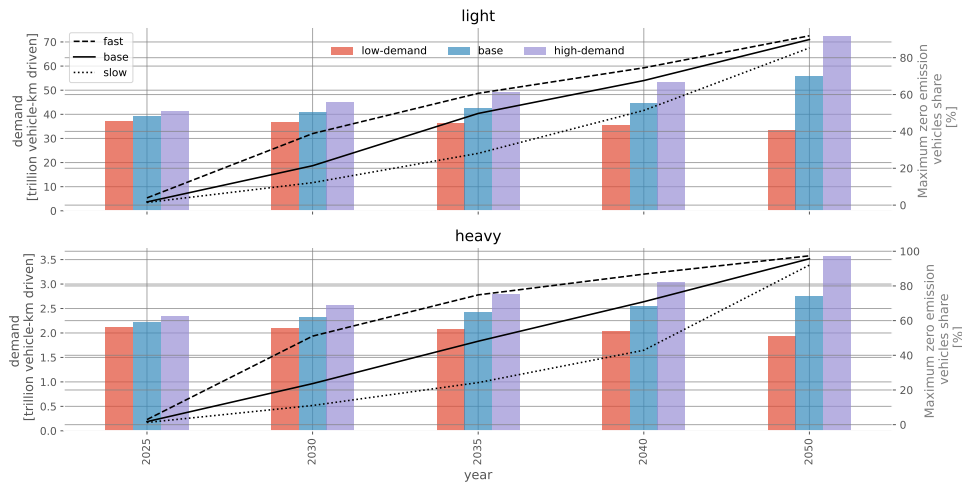 light
fast
base
slow
low-demand
base
high-demand
demand
[trillion vehicle-km driven]
70
60
50
40
30
20
10
0
80
60
40
20
0
Maximum zero emission
vehicles share
[%]
heavy
demand
[trillion vehicle-km driven]
3.5
3.0
2.5
2.0
1.5
1.0
0.5
0.0
100
80
60
40
20
0
Maximum zero emission
vehicles share
[%]
2025
2030
2035
2040
2050
year